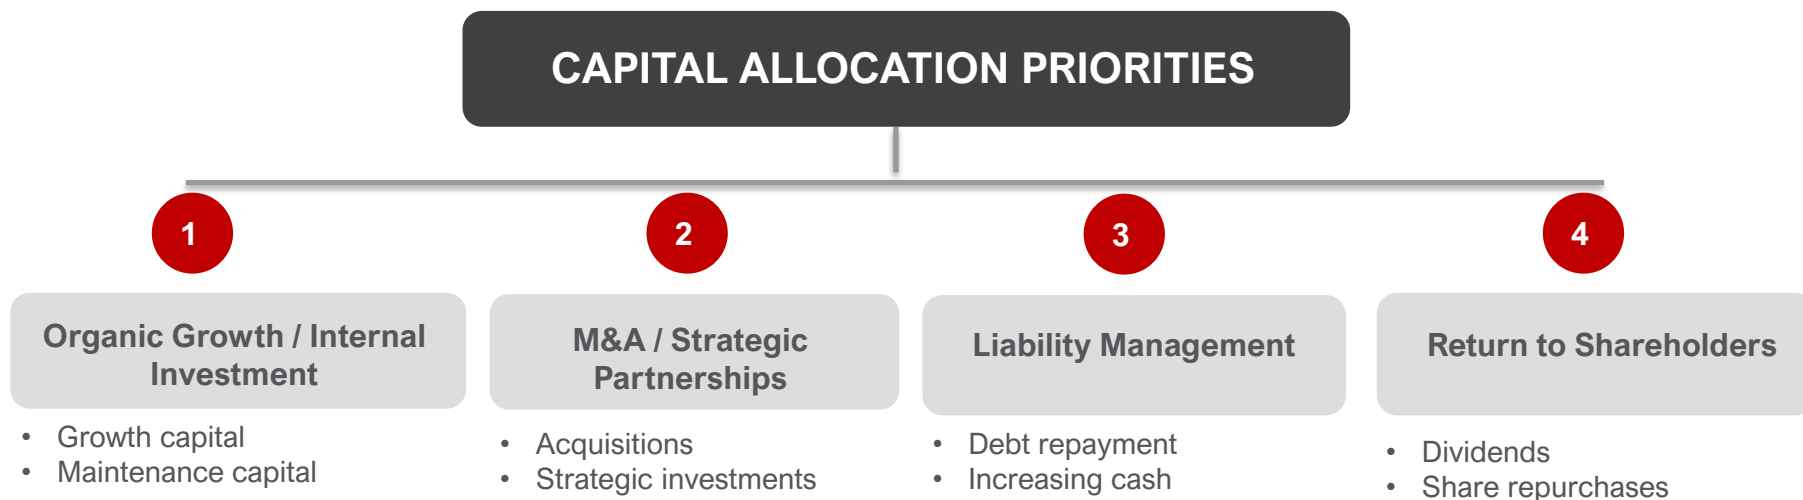 CAPITAL ALLOCATION PRIORITIES
1
Organic Growth / Internal
Investment
• Growth capital
• Maintenance capital
2
M&A / Strategic
Partnerships
• Acquisitions
• Strategic investments
3
Liability Management
• Debt repayment
• Increasing cash
4
Return to Shareholders
• Dividends
• Share repurchases